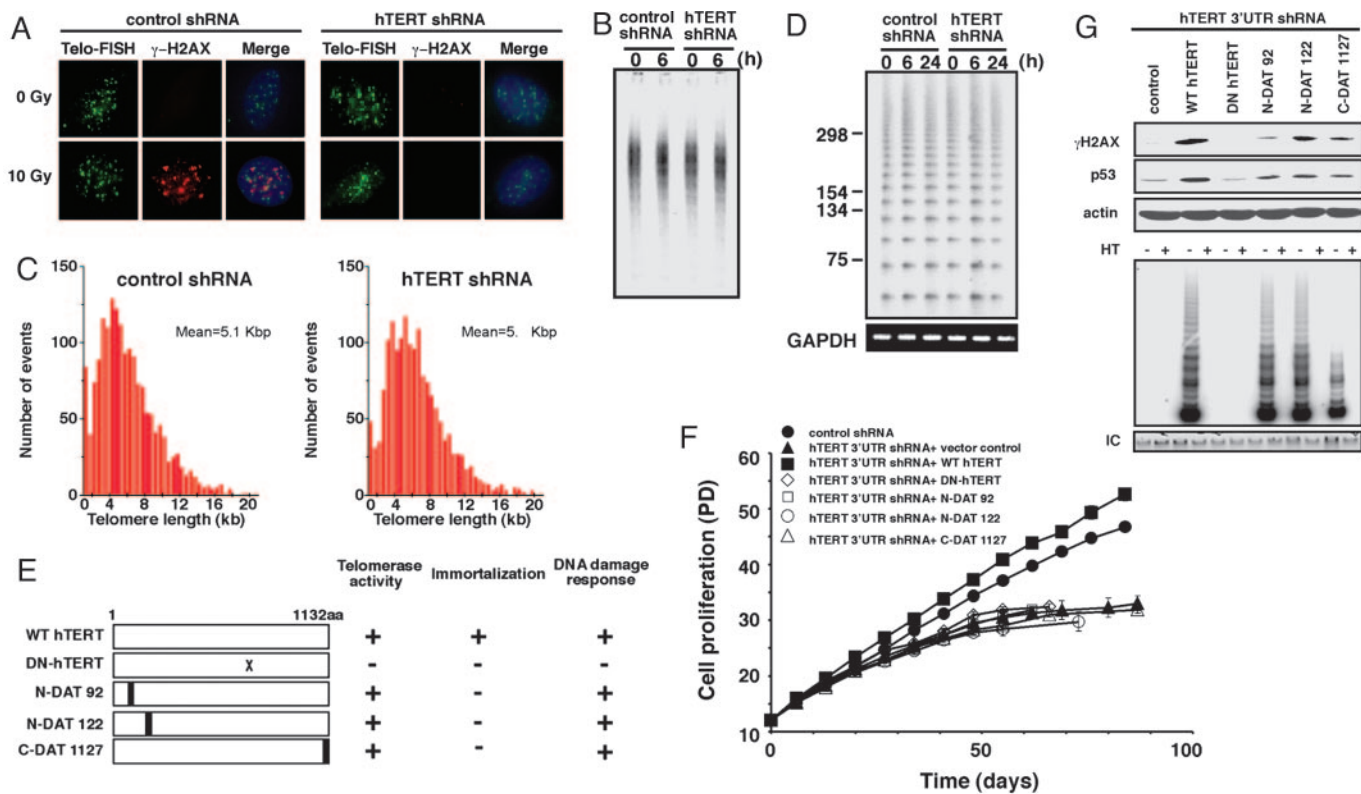 A
control shRNA
hTERT shRNA
Telo-FISH γ-H2AX Merge
Telo-FISH γ-H2AX Merge
0 Gy
10 Gy
B
control shRNA
hTERT shRNA
0 6 0 6 (h)
C
control shRNA
Mean=5.1 Kbp
Number of events
150
100
50
0
0 4 8 12 16 20
Telomere length (kb)
hTERT shRNA
Mean=5. Kbp
Number of events
150
100
50
0
0 4 8 12 16 20
Telomere length (kb)
D
control shRNA
hTERT shRNA
0 6 24 0 6 24 (h)
298
154
134
75
GAPDH
E
Telomerase activity
Immortalization
DNA damage response
1 1132aa
WT hTERT + + +
DN-hTERT X - - -
N-DAT 92 + - +
N-DAT 122 + - +
C-DAT 1127 + - +
F
control shRNA
hTERT 3'UTR shRNA+ vector control
hTERT 3'UTR shRNA+ WT hTERT
hTERT 3'UTR shRNA+ DN-hTERT
hTERT 3'UTR shRNA+ N-DAT 92
hTERT 3'UTR shRNA+ N-DAT 122
hTERT 3'UTR shRNA+ C-DAT 1127
Cell proliferation (PD)
60
50
40
30
20
10
0 50 100
Time (days)
G
hTERT 3'UTR shRNA
control
WT hTERT
DN hTERT
N-DAT 92
N-DAT 122
C-DAT 1127
γH2AX
p53
actin
HT - + - + - + - + - + - +
IC